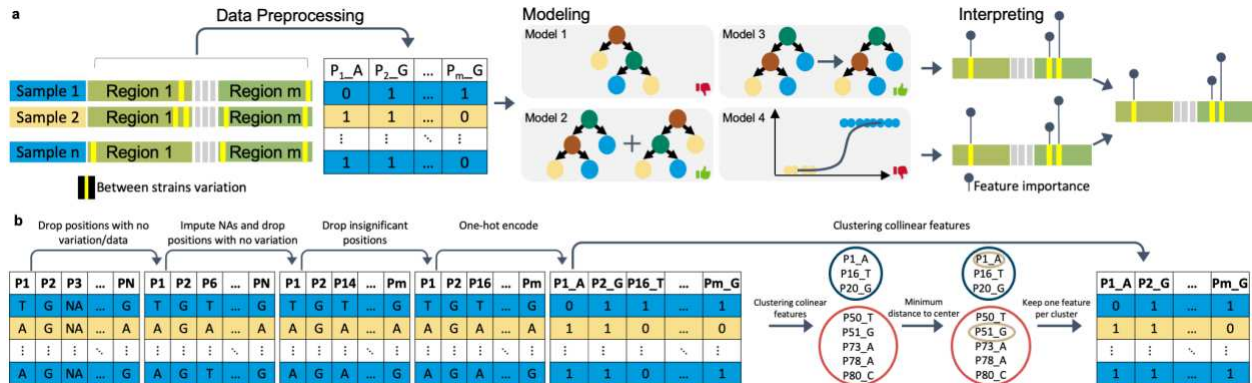 a
Data Preprocessing
Modeling
Interpreting
Sample 1 Region 1 Region m
Sample 2 Region 1 Region m
Sample n Region 1 Region m
Between strains variation
P1_A P2_G ... Pm_G
0 1 ... 1
1 1 ... 0
⋮ ⋮ ⋱ ⋮
1 1 ... 0
Model 1
Model 3
Model 2
+
Model 4
Feature importance
b
Drop positions with no
variation/data
Impute NAs and drop
positions with no variation
Drop insignificant
positions
One-hot encode
Clustering collinear features
P1 P2 P3 ... PN
T G NA ... G
A G NA ... A
⋮ ⋮ ⋮ ⋱ ⋮
A G NA ... G
P1 P2 P6 ... PN
T G T ... G
A G A ... A
⋮ ⋮ ⋮ ⋱ ⋮
A G T ... G
P1 P2 P14 ... Pm
T G T ... G
A G A ... A
⋮ ⋮ ⋮ ⋱ ⋮
A G A ... G
P1 P2 P16 ... Pm
T G T ... G
A G A ... A
⋮ ⋮ ⋮ ⋱ ⋮
A G A ... G
P1_A P2_G P16_T ... Pm_G
0 1 1 ... 1
1 1 0 ... 0
⋮ ⋮ ⋮ ⋱ ⋮
1 1 0 ... 1
Clustering colinear
features
P1_A
P16_T
P20_G
P50_T
P51_G
P73_A
P78_A
P80_C
Minimum
distance to center
P1_A
P16_T
P20_G
P50_T
P51_G
P73_A
P78_A
P80_C
Keep one feature
per cluster
P1_A P2_G ... Pm_G
0 1 ... 1
1 1 ... 0
⋮ ⋮ ⋱ ⋮
1 1 ... 1